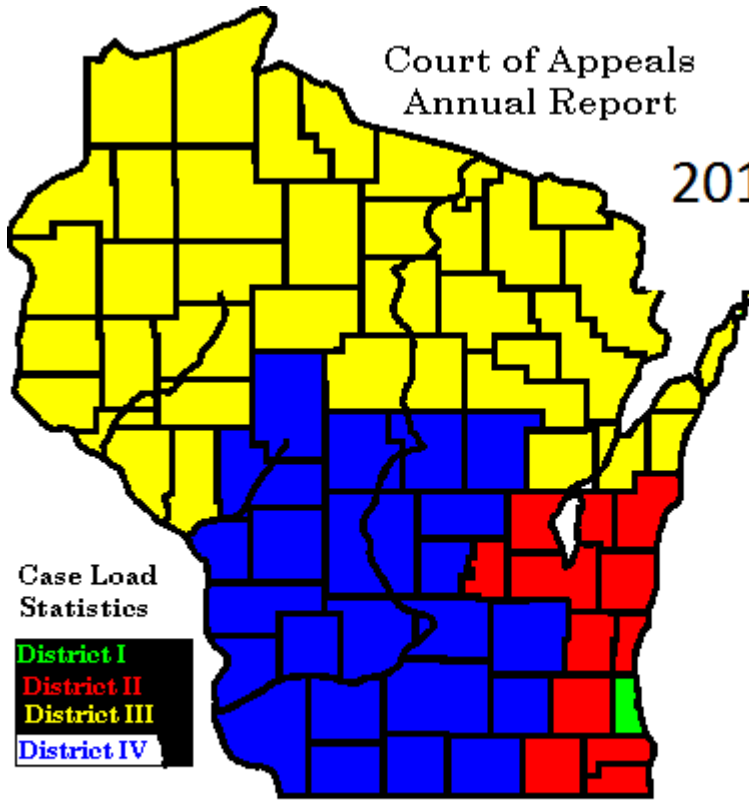 Court of Appeals
Annual Report
201
Case Load
Statistics
District I
District II
District III
District IV